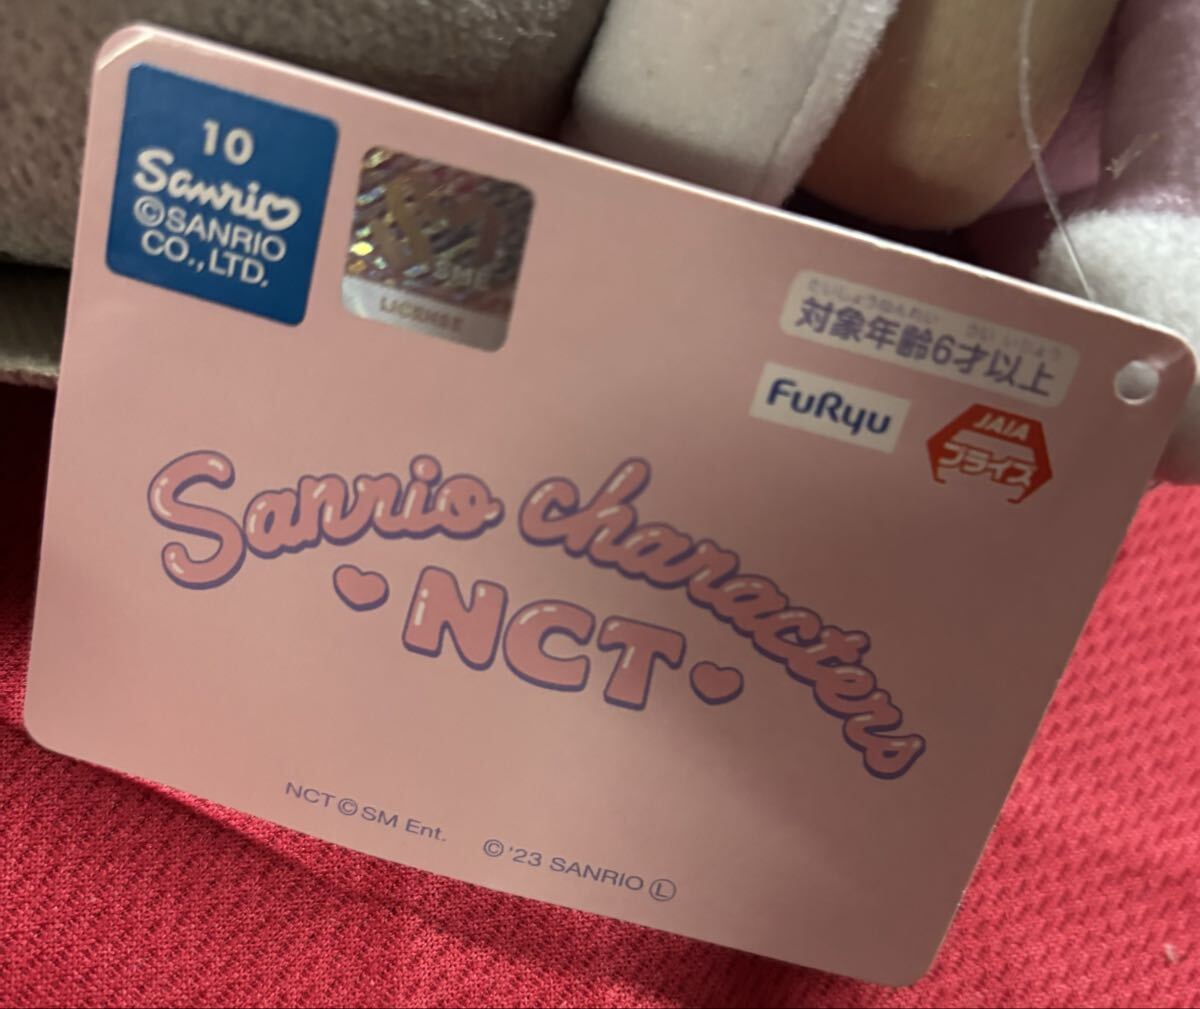 10
Sanrio
©SANRIO
CO.,LTD.
SME
LICENSE
たいしょうねんれい さい いじょう
対象年齢6才以上
FuRyu
JAIA
プライズ
Sanrio characters
NCT
NCT©SM Ent.
©'23 SANRIO Ⓛ